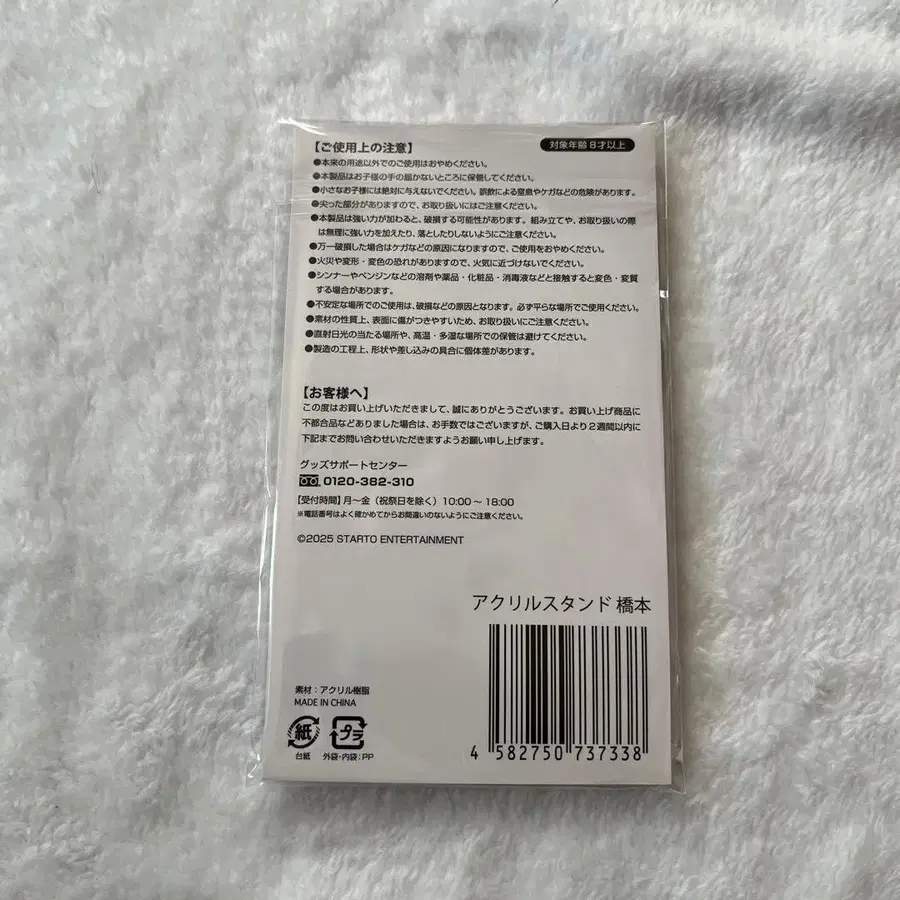 【ご使用上の注意】
対象年齢 8才以上
●本来の用途以外でのご使用はおやめください。
●本製品はお子様の手の届かないところに保管してください。
●小さなお子様には絶対に与えないでください。誤飲による窒息やケガなどの危険があります。
●尖った部分がありますので、お取り扱いにはご注意ください。
●本製品は強い力が加わると、破損する可能性があります。組み立てや、お取り扱いの際
は無理に強い力を加えたり、落としたりしないようにご注意ください。
●万一破損した場合はケガなどの原因になりますので、ご使用をおやめください。
●火災や変形・変色の恐れがありますので、火気に近づけないでください。
●シンナーやベンジンなどの溶剤や薬品・化粧品・消毒液などと接触すると変色・変質
する場合があります。
●不安定な場所でのご使用は、破損などの原因となります。必ず平らな場所でご使用ください。
●素材の性質上、表面に傷がつきやすいため、お取り扱いにご注意ください。
●直射日光の当たる場所や、高温・多湿な場所での保管は避けてください。
●製造の工程上、形状や差し込みの具合に個体差があります。
【お客様へ】
この度はお買い上げいただきまして、誠にありがとうございます。お買い上げ商品に
不都合品などありました場合は、お手数ではございますが、ご購入日より2週間以内に
下記までお問い合わせいただきますようお願い申し上げます。
グッズサポートセンター
0120-382-310
【受付時間】月〜金（祝祭日を除く）10:00〜18:00
※電話番号はよく確かめてからお間違いのないようにご注意ください。
©2025 STARTO ENTERTAINMENT
アクリルスタンド 橋本
素材：アクリル樹脂
MADE IN CHINA
紙 プラ
台紙 外袋・内袋:PP
4 582750 737338